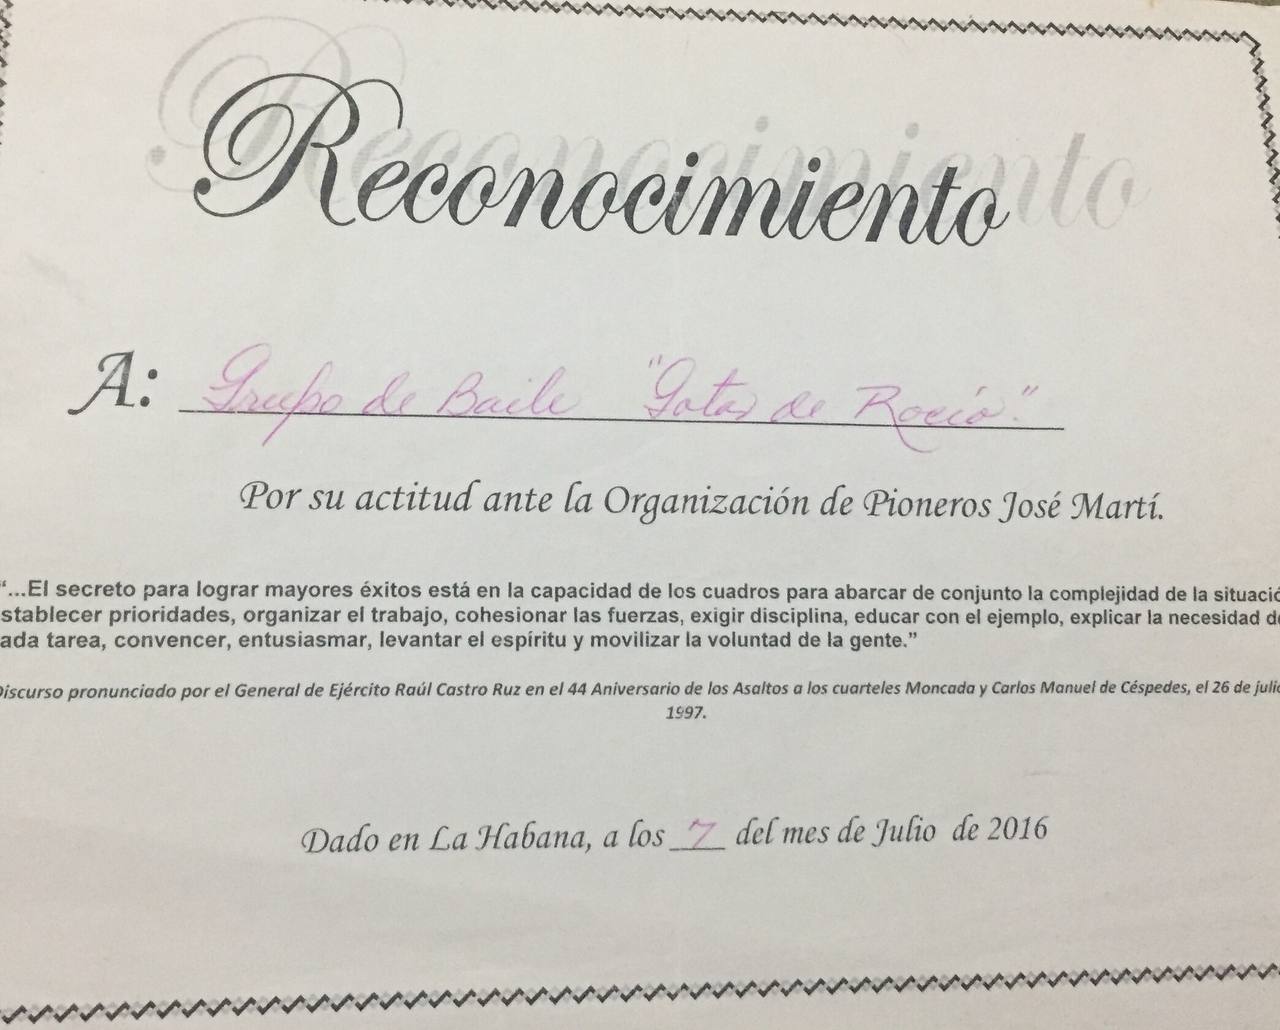 Reconocimiento
A: Grupo de Baile "Gotas de Rocío".
Por su actitud ante la Organización de Pioneros José Martí.
“...El secreto para lograr mayores éxitos está en la capacidad de los cuadros para abarcar de conjunto la complejidad de la situació
stablecer prioridades, organizar el trabajo, cohesionar las fuerzas, exigir disciplina, educar con el ejemplo, explicar la necesidad de
ada tarea, convencer, entusiasmar, levantar el espíritu y movilizar la voluntad de la gente.”
Discurso pronunciado por el General de Ejército Raúl Castro Ruz en el 44 Aniversario de los Asaltos a los cuarteles Moncada y Carlos Manuel de Céspedes, el 26 de julio
1997.
Dado en La Habana, a los 7 del mes de Julio de 2016